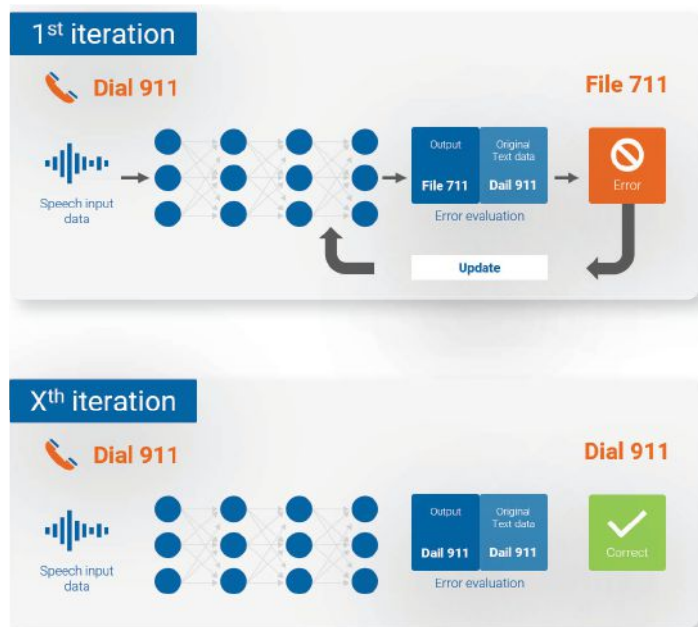 1st iteration
Dial 911
File 711
Speech input
data
Output
File 711
Original
Text data
Dail 911
Error evaluation
Error
Update
Xth iteration
Dial 911
Dial 911
Speech input
data
Output
Dail 911
Original
Text data
Dail 911
Error evaluation
Correct